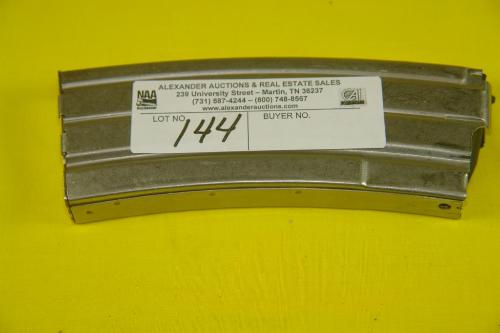 NAA
ALEXANDER AUCTIONS & REAL ESTATE SALES
239 University Street – Martin, TN 38237
(731) 587-4244 – (800) 748-8567
www.alexanderauctions.com
LOT NO. 144
BUYER NO.